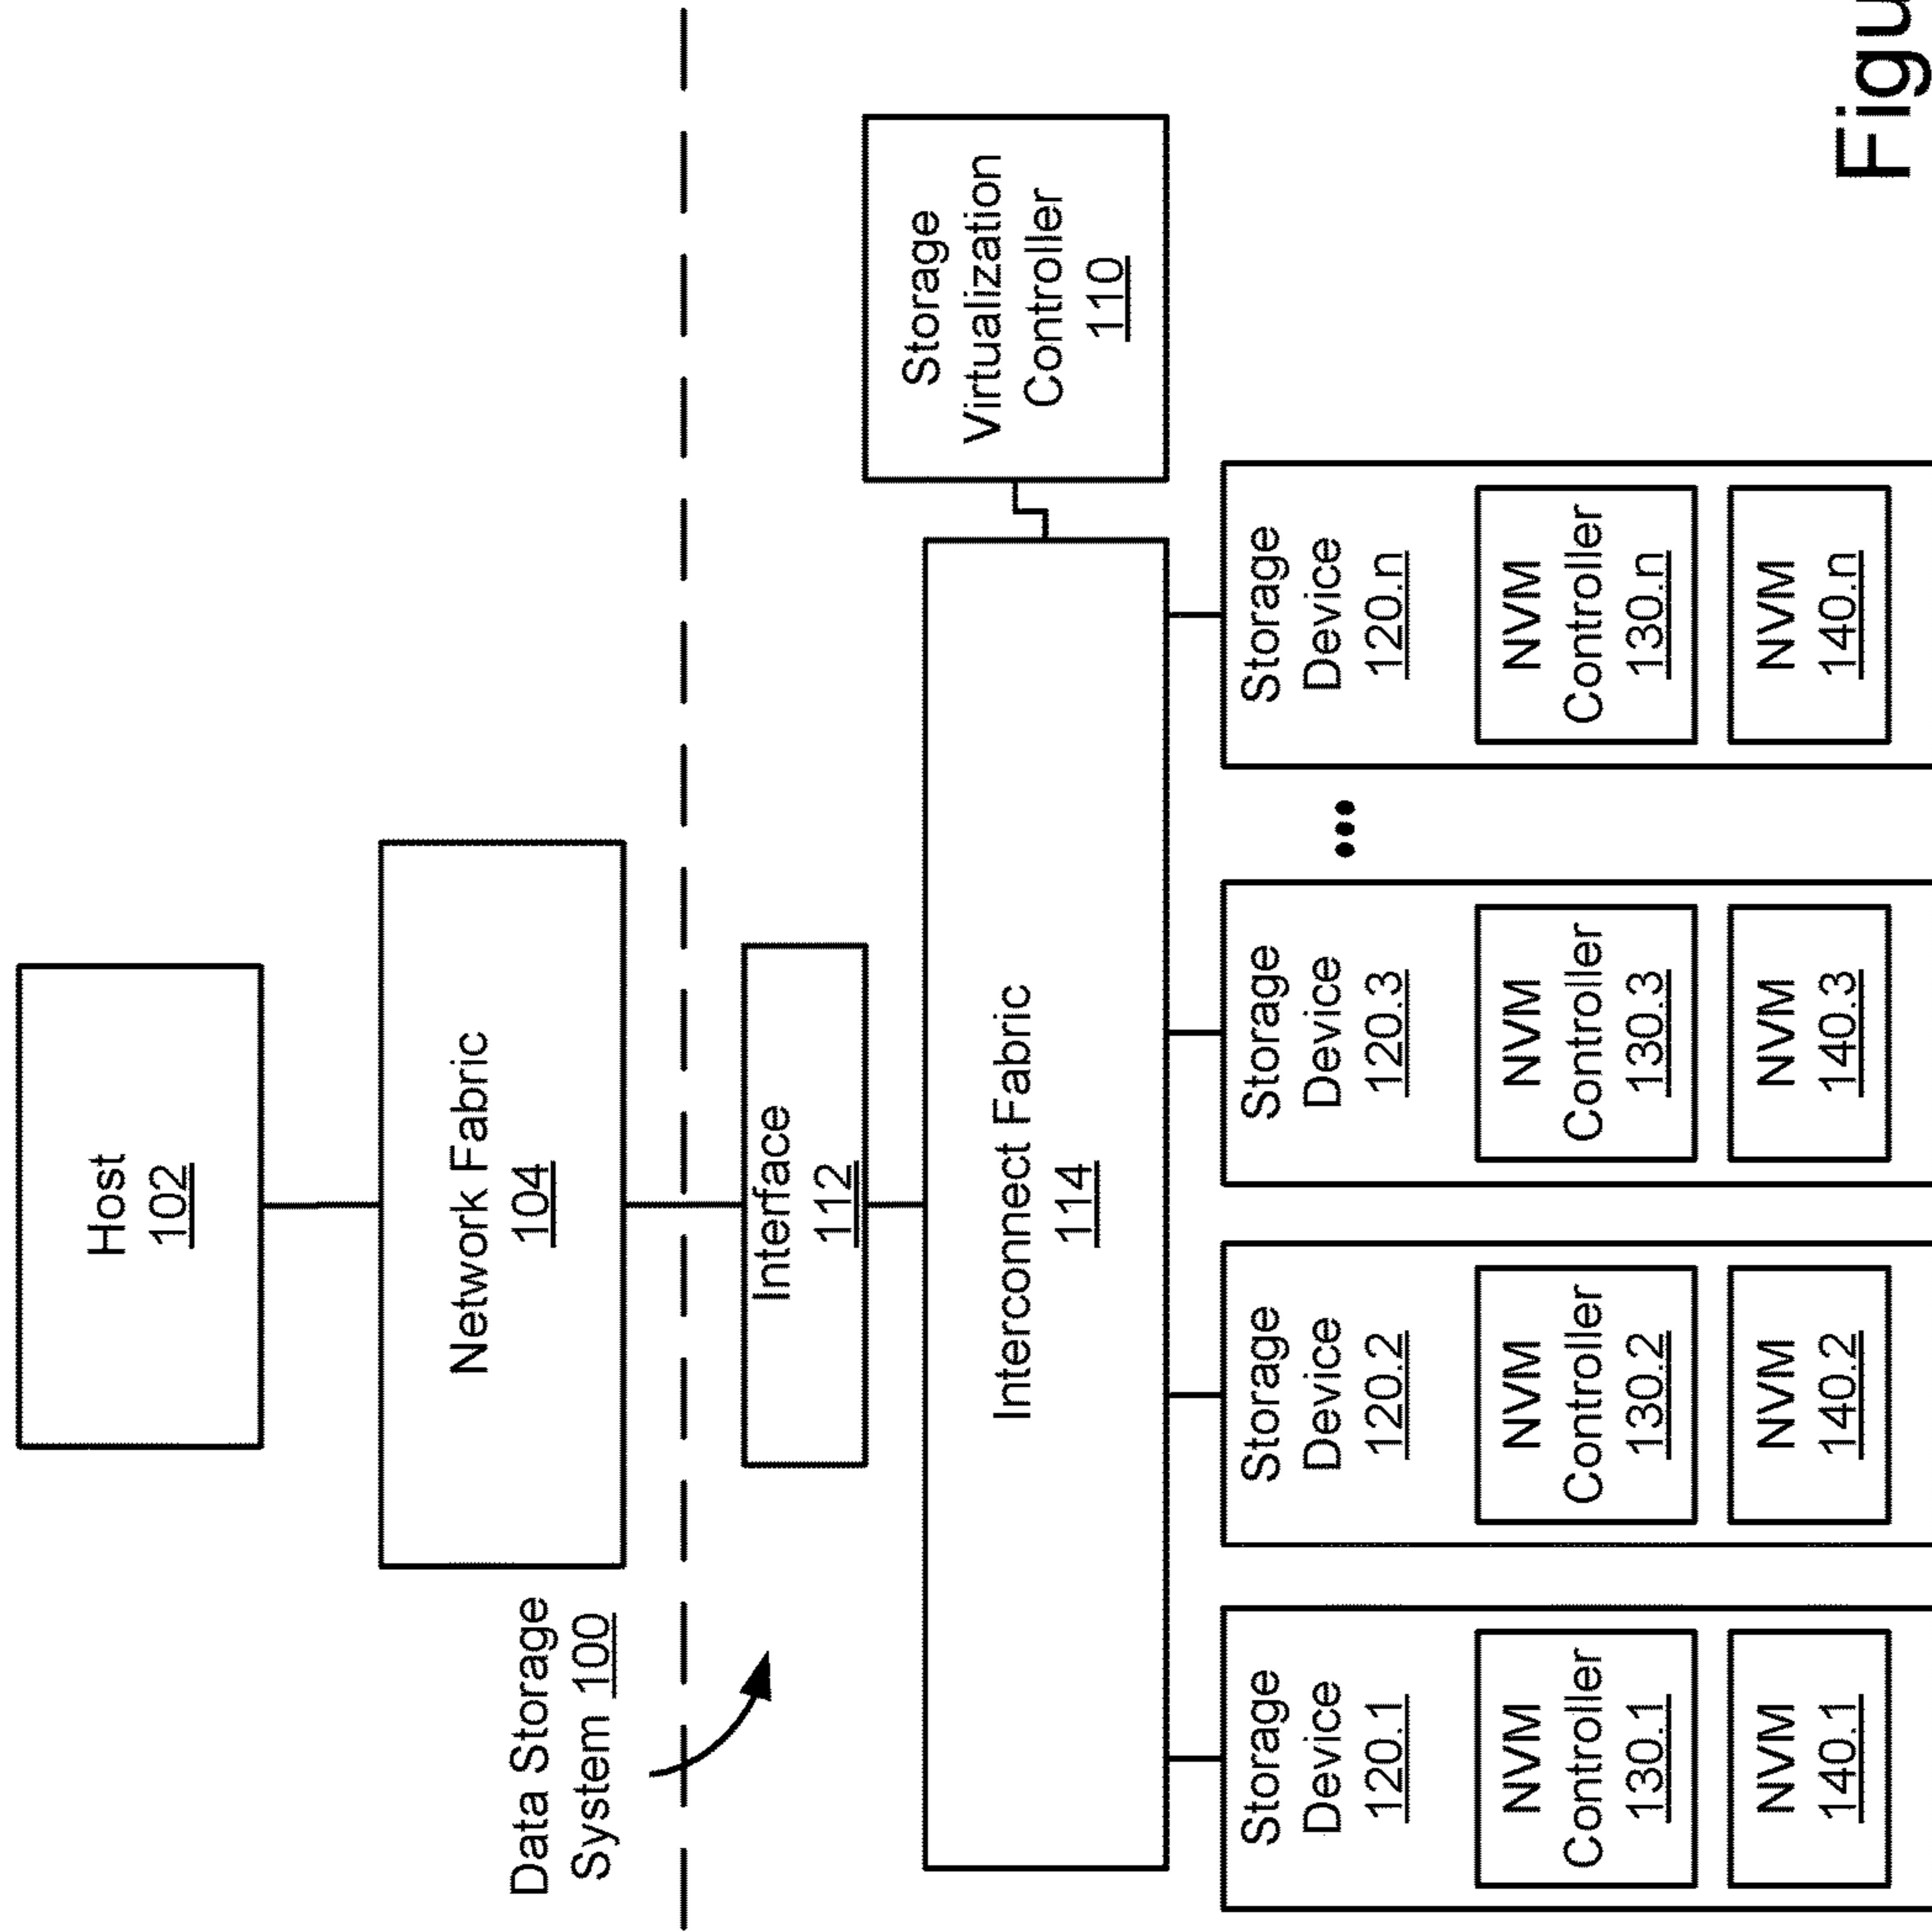 Host
102
Network Fabric
104
Data Storage
System 100
Interface
112
Interconnect Fabric
114
Storage
Virtualization
Controller
110
Storage
Device
120.1
NVM
Controller
130.1
NVM
140.1
Storage
Device
120.2
NVM
Controller
130.2
NVM
140.2
Storage
Device
120.3
NVM
Controller
130.3
NVM
140.3
•••
Storage
Device
120.n
NVM
Controller
130.n
NVM
140.n